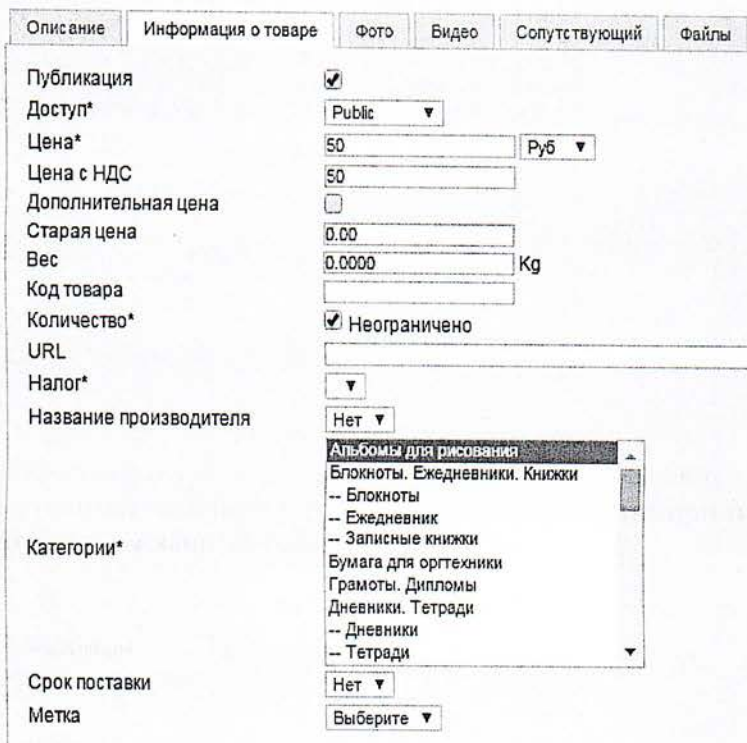 Описание Информация о товаре Фото Видео Сопутствующий Файлы
Публикация
Доступ* Public
Цена* 50 Руб
Цена с НДС 50
Дополнительная цена
Старая цена 0.00
Вес 0.0000 Kg
Код товара
Количество* Неограничено
URL
Налог*
Название производителя Нет
Альбомы для рисования
Блокноты. Ежедневники. Книжки
-- Блокноты
-- Ежедневник
-- Записные книжки
Категории*
Бумага для оргтехники
Грамоты. Дипломы
Дневники. Тетради
-- Дневники
-- Тетради
Срок поставки Нет
Метка Выберите